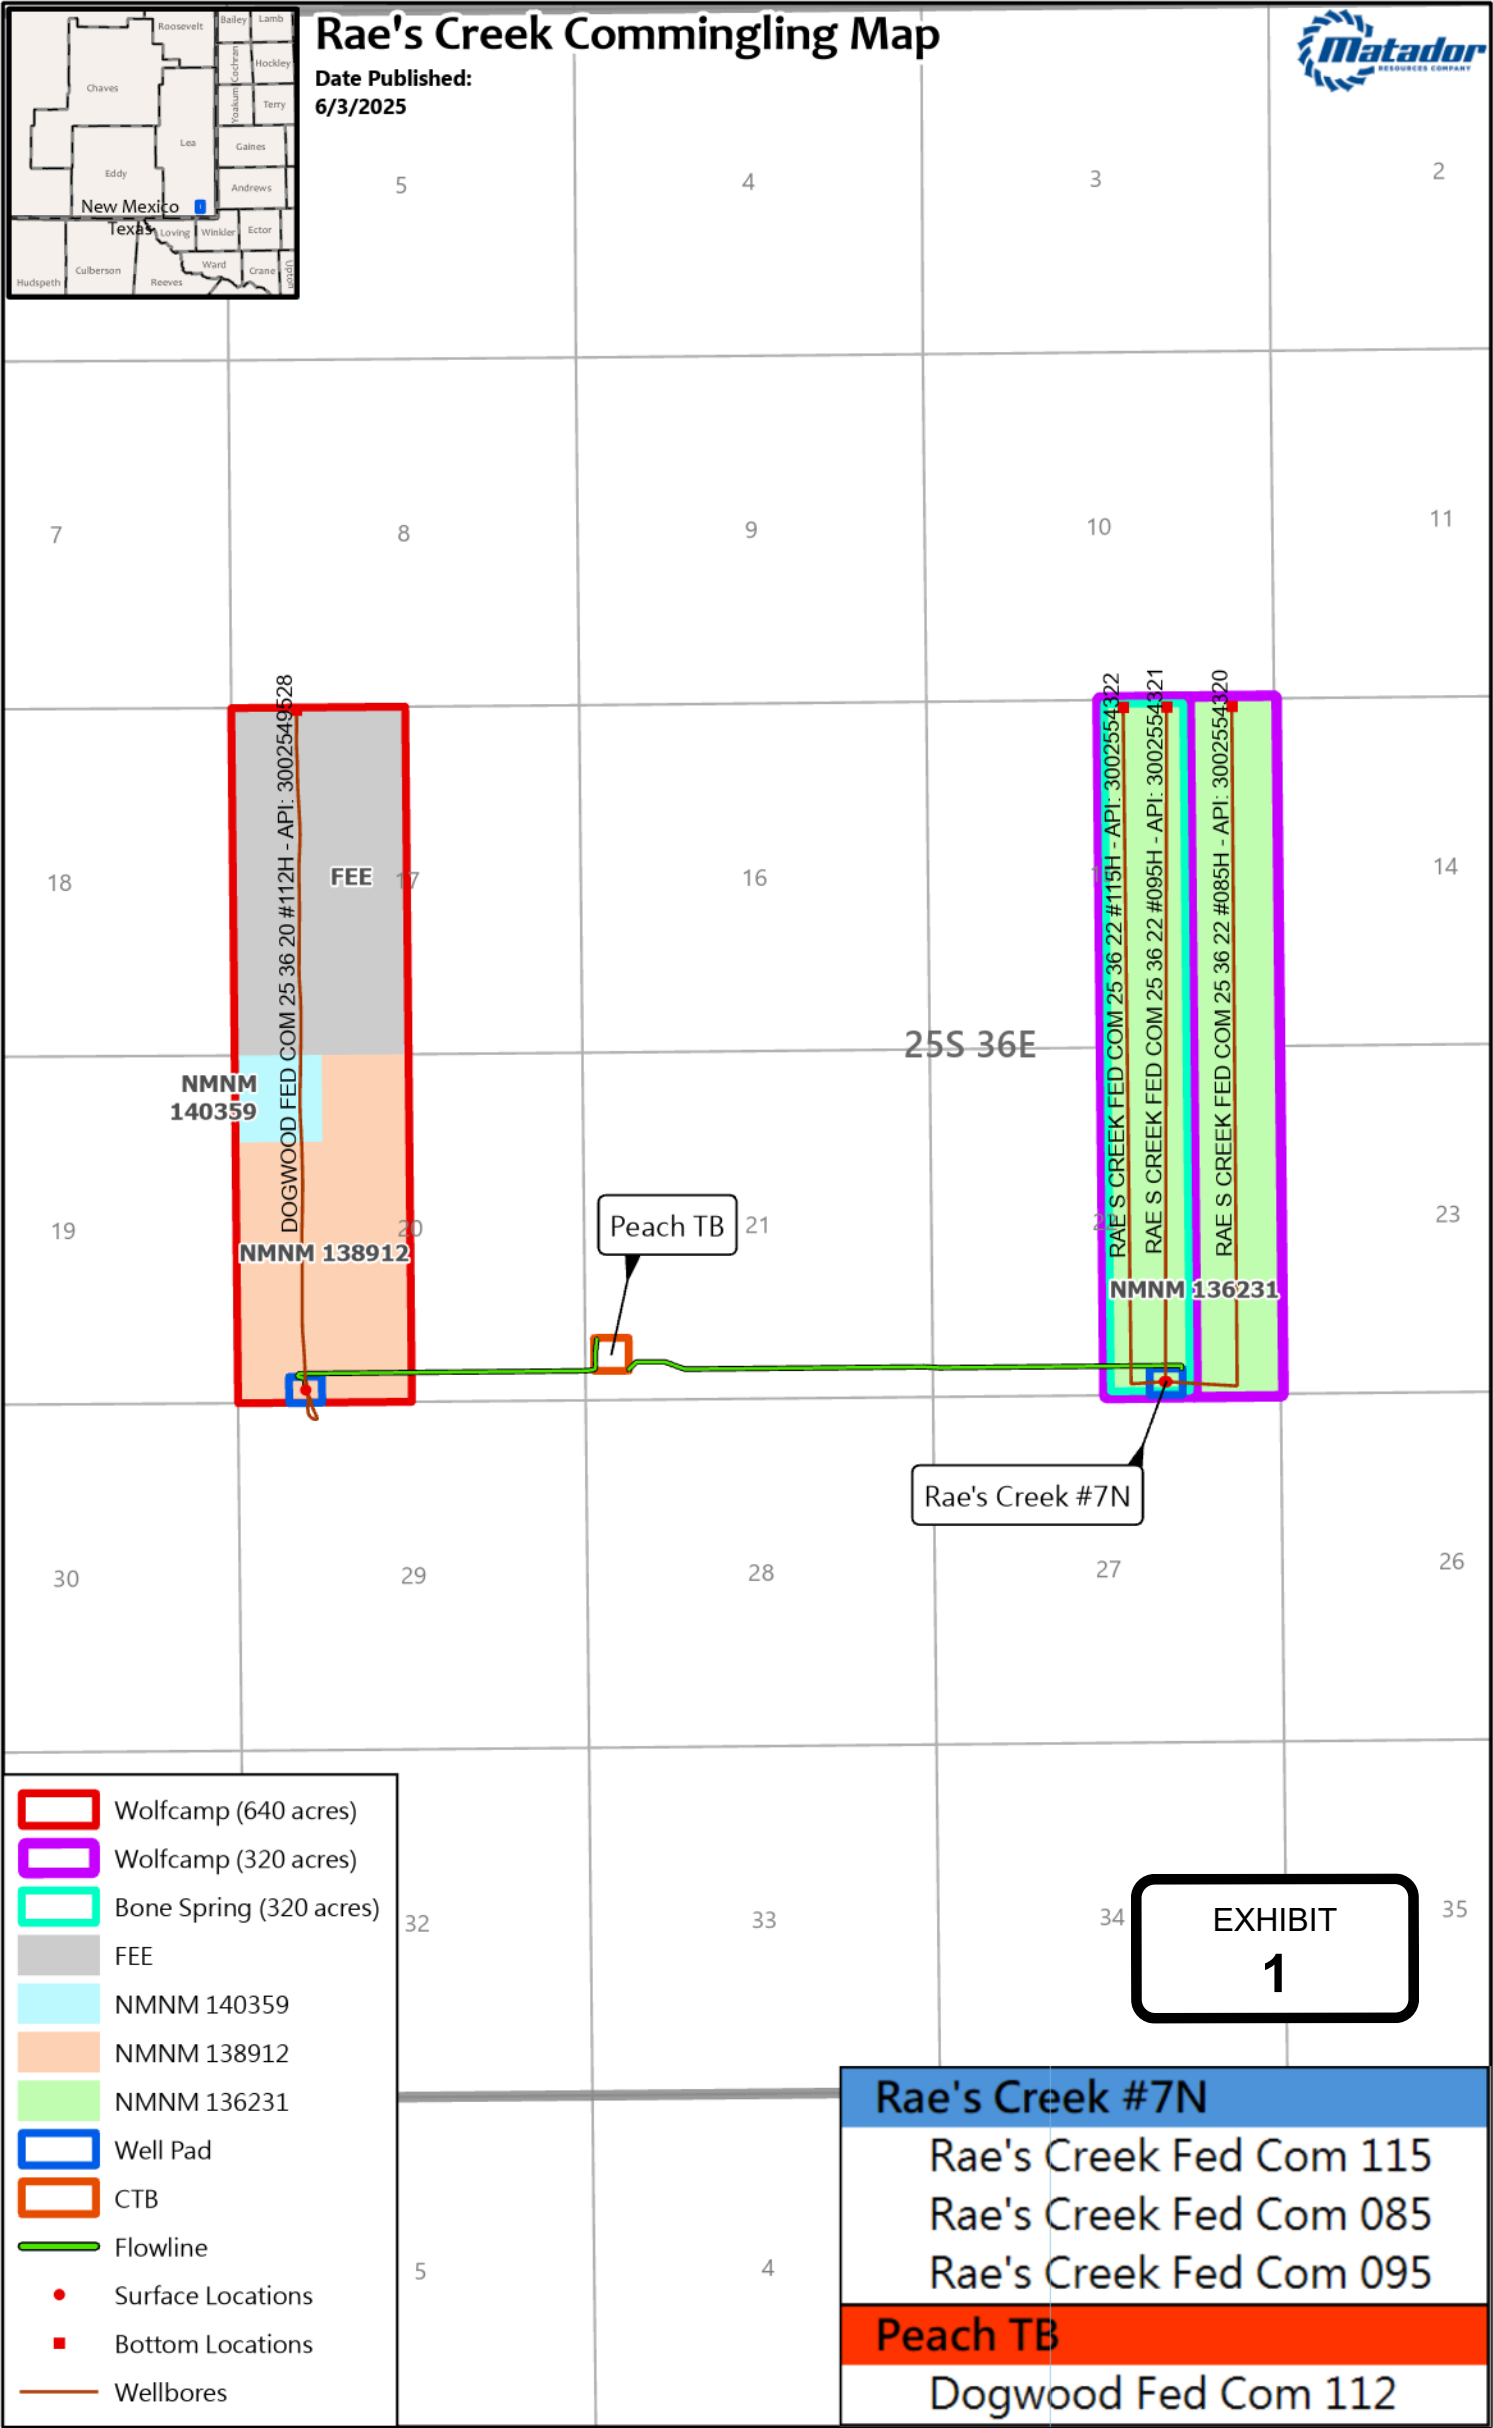 Rae's Creek Commingling Map
Date Published:
6/3/2025
Matador
RESOURCES COMPANY
Roosevelt
Bailey
Lamb
Cochran
Hockley
Chaves
Yoakum
Terry
Lea
Gaines
Eddy
Andrews
New Mexico
Texas
Loving
Winkler
Ector
Culberson
Ward
Crane
Upton
Hudspeth
Reeves
5
4
3
2
7
8
9
10
11
DOGWOOD FED COM 25 36 20 #112H - API: 3002549528
RAE S CREEK FED COM 25 36 22 #115H - API: 3002554322
RAE S CREEK FED COM 25 36 22 #095H - API: 3002554321
RAE S CREEK FED COM 25 36 22 #085H - API: 3002554320
18
FEE
17
16
14
25S 36E
NMNM
140359
19
20
NMNM 138912
Peach TB
21
23
NMNM 136231
Rae's Creek #7N
30
29
28
27
26
32
33
34
35
EXHIBIT
1
5
4
Wolfcamp (640 acres)
Wolfcamp (320 acres)
Bone Spring (320 acres)
FEE
NMNM 140359
NMNM 138912
NMNM 136231
Well Pad
CTB
Flowline
Surface Locations
Bottom Locations
Wellbores
Rae's Creek #7N
Rae's Creek Fed Com 115
Rae's Creek Fed Com 085
Rae's Creek Fed Com 095
Peach TB
Dogwood Fed Com 112